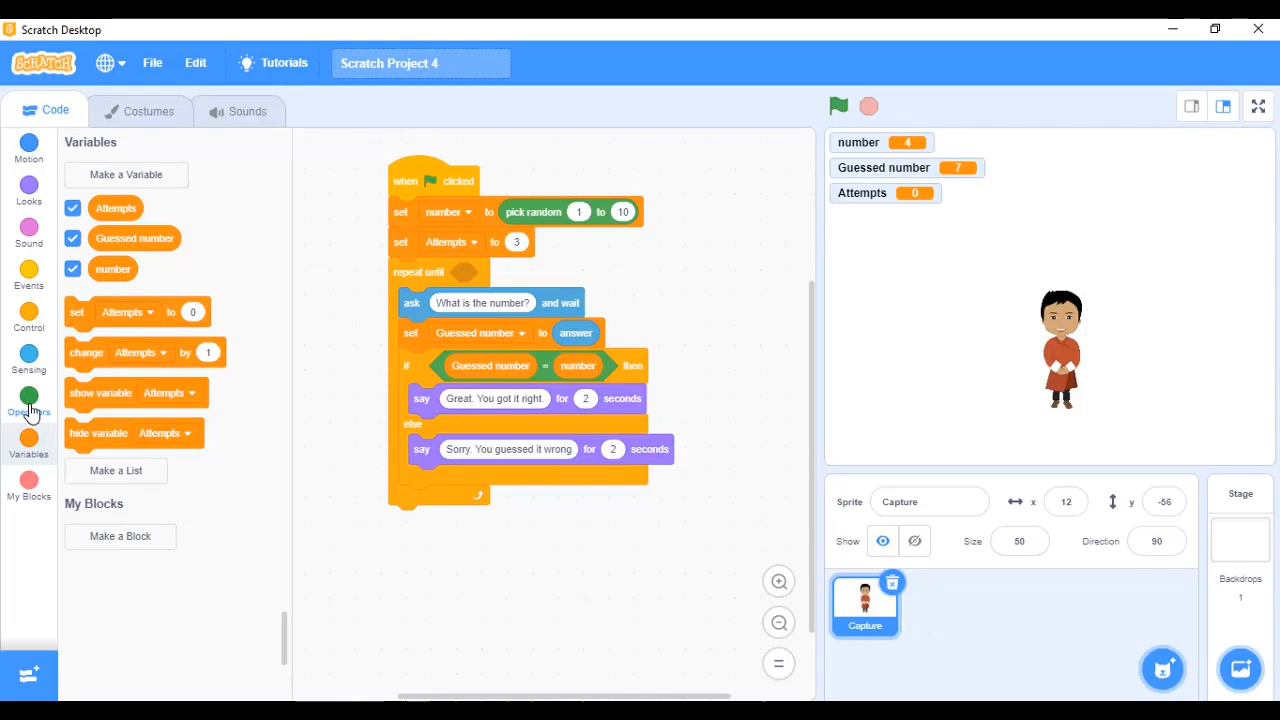 Scratch Desktop
SCRATCH File Edit Tutorials Scratch Project 4
Code Costumes Sounds
Motion
Looks
Sound
Events
Control
Sensing
Operators
Variables
My Blocks
Variables
Make a Variable
Attempts
Guessed number
number
set Attempts to 0
change Attempts by 1
show variable Attempts
hide variable Attempts
Make a List
My Blocks
Make a Block
when clicked
set number to pick random 1 to 10
set Attempts to 3
repeat until
ask What is the number? and wait
set Guessed number to answer
if Guessed number = number then
say Great. You got it right. for 2 seconds
else
say Sorry. You guessed it wrong for 2 seconds
number 4
Guessed number 7
Attempts 0
Sprite Capture x 12 y -56
Show Size 50 Direction 90
Capture
Stage
Backdrops
1